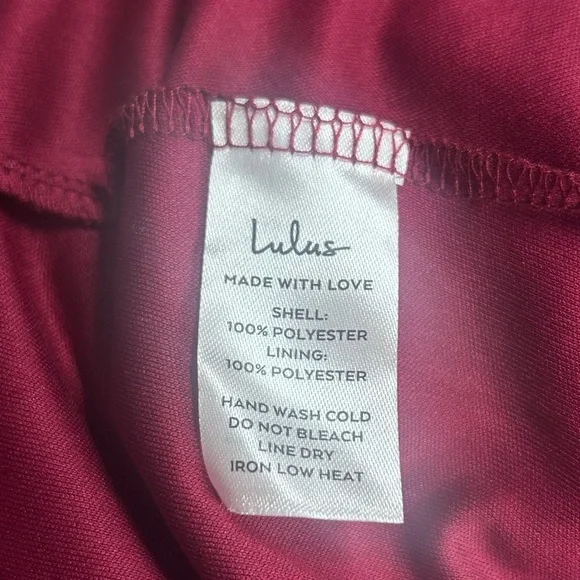 Lulus
MADE WITH LOVE
SHELL:
100% POLYESTER
LINING:
100% POLYESTER
HAND WASH COLD
DO NOT BLEACH
LINE DRY
IRON LOW HEAT